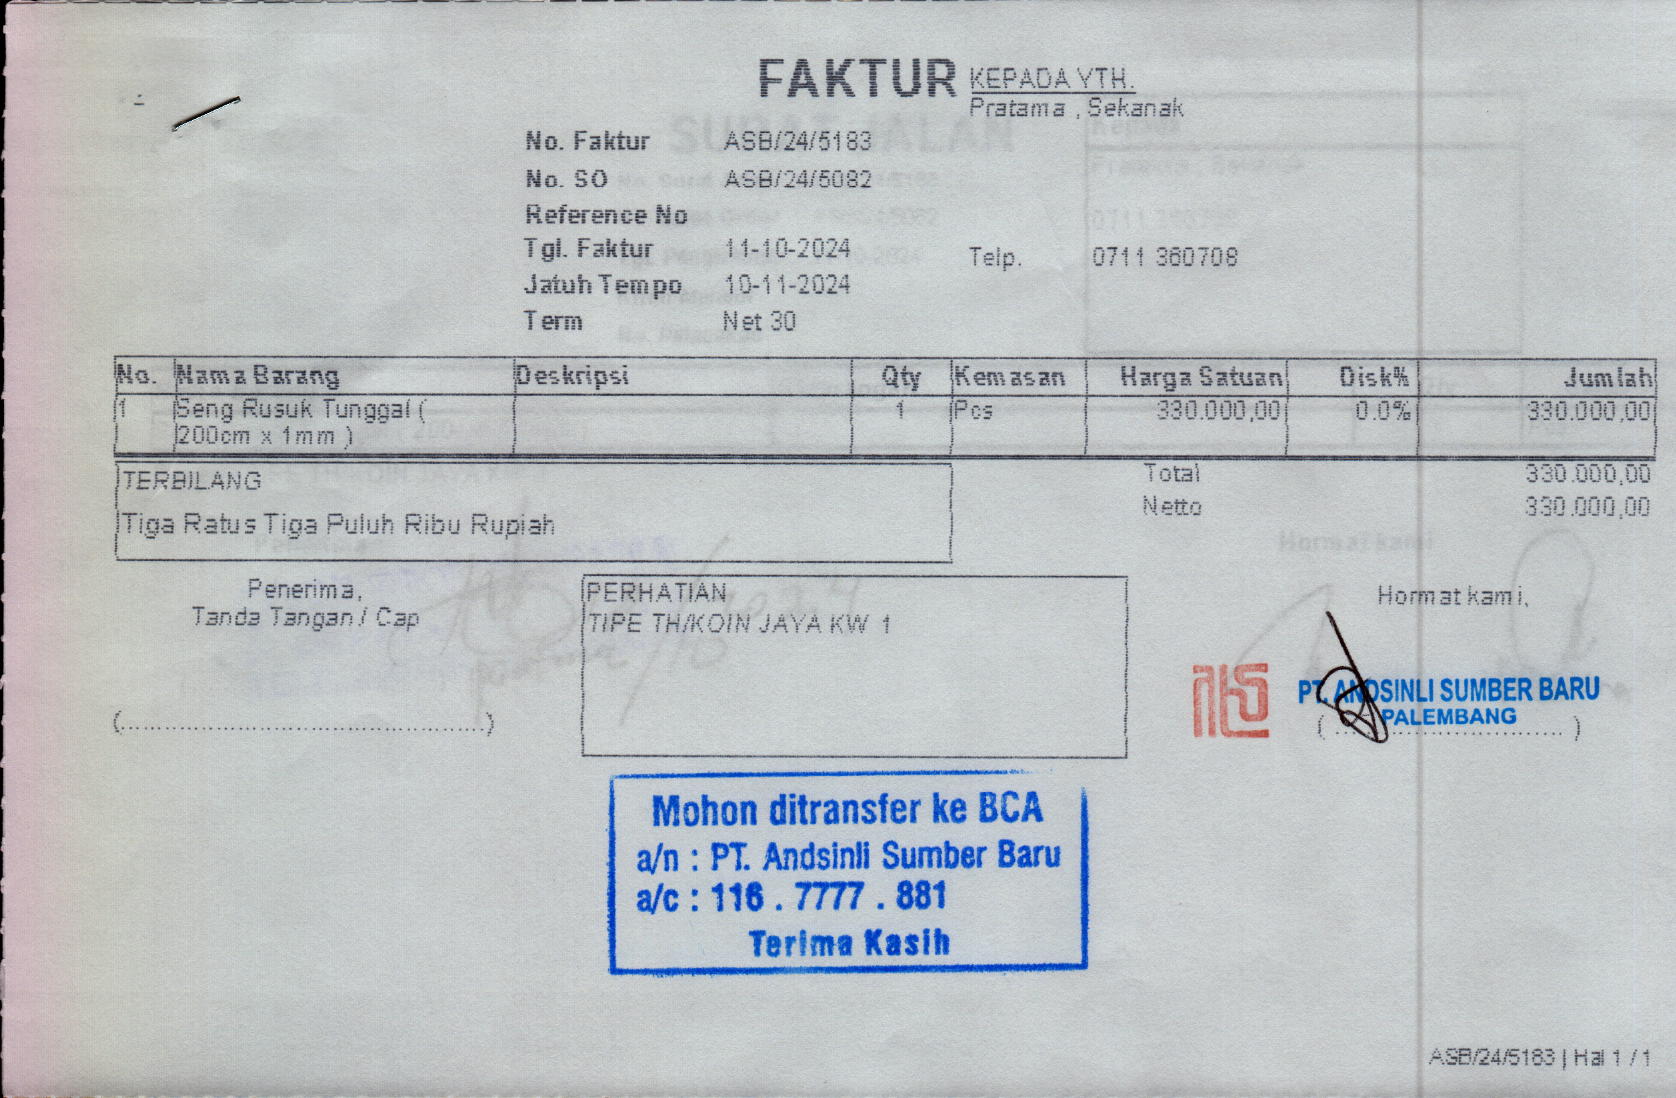 FAKTUR
KEPADA YTH.
Pratama , Sekanak
No. Faktur ASB/24/5183
No. SO ASB/24/5082
Reference No
Tgl. Faktur 11-10-2024
Telp. 0711 360708
Jatuh Tempo 10-11-2024
Term Net 30
No. Nama Barang Deskripsi Qty Kemasan Harga Satuan Disk% Jumlah
1 Seng Rusuk Tunggal ( 1 Pcs 330.000,00 0.0% 330.000,00
200cm x 1mm )
TERBILANG
Tiga Ratus Tiga Puluh Ribu Rupiah
Total 330.000,00
Netto 330.000,00
Penerima,
Tanda Tangan / Cap
(..............................................)
PERHATIAN
TIPE TH/KOIN JAYA KW 1
Hormat kami,
PT. ANDSINLI SUMBER BARU
PALEMBANG
( ............................. )
Mohon ditransfer ke BCA
a/n : PT. Andsinli Sumber Baru
a/c : 116 . 7777 . 881
Terima Kasih
ASB/24/5183 | Hal 1 / 1